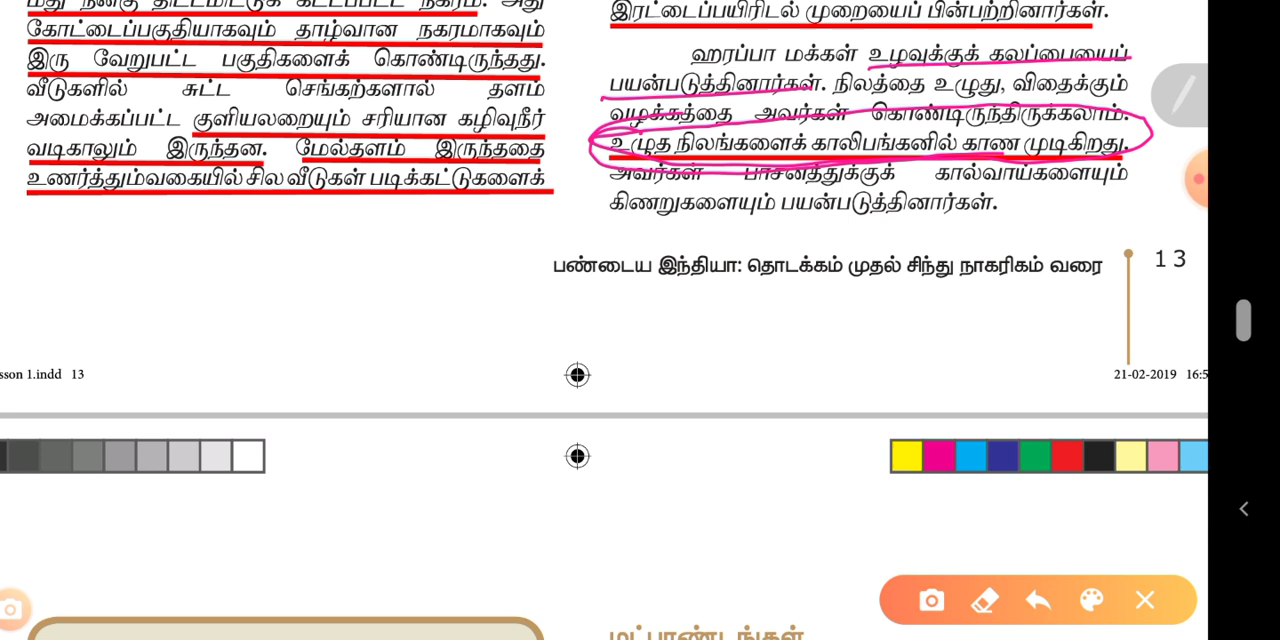 மது நன்கு திட்டமிட்டுக் கட்டப்பட்ட நகரம். அது
கோட்டைப்பகுதியாகவும் தாழ்வான நகரமாகவும்
இரு வேறுபட்ட பகுதிகளைக் கொண்டிருந்தது.
வீடுகளில் சுட்ட செங்கற்களால் தளம்
அமைக்கப்பட்ட குளியலறையும் சரியான கழிவுநீர்
வடிகாலும் இருந்தன. மேல்தளம் இருந்ததை
உணர்த்தும்வகையில் சில வீடுகள் படிக்கட்டுகளைக்
இரட்டைப்பயிரிடல் முறையைப் பின்பற்றினார்கள்.
ஹரப்பா மக்கள் உழவுக்குக் கலப்பையைப்
பயன்படுத்தினார்கள். நிலத்தை உழுது, விதைக்கும்
வழக்கத்தை அவர்கள் கொண்டிருந்திருக்கலாம்.
உழுத நிலங்களைக் காலிபங்கனில் காண முடிகிறது.
அவர்கள் பாசனத்துக்குக் கால்வாய்களையும்
கிணறுகளையும் பயன்படுத்தினார்கள்.
பண்டைய இந்தியா: தொடக்கம் முதல் சிந்து நாகரிகம் வரை
13
sson 1.indd 13
21-02-2019 16:5
மட்பாண்டங்கள்